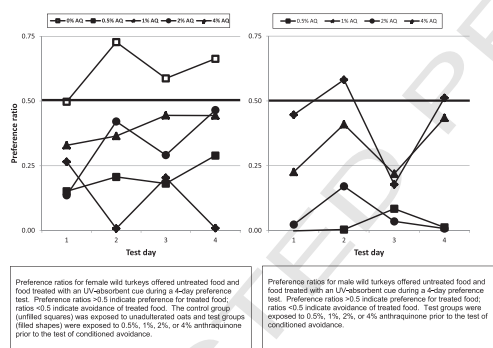 0% AQ 0.5% AQ 1% AQ 2% AQ 4% AQ
0.75
0.50
0.25
0.00
Preference ratio
1 2 3 4
Test day
Preference ratios for female wild turkeys offered untreated food and
food treated with an UV-absorbent cue during a 4-day preference
test. Preference ratios >0.5 indicate preference for treated food;
ratios <0.5 indicate avoidance of treated food. The control group
(unfilled squares) was exposed to unadulterated oats and test groups
(filled shapes) were exposed to 0.5%, 1%, 2%, or 4% anthraquinone
prior to the test of conditioned avoidance.
0.5% AQ 1% AQ 2% AQ 4% AQ
0.75
0.50
0.25
0.00
1 2 3 4
Test day
Preference ratios for male wild turkeys offered untreated food and
food treated with an UV-absorbent cue during a 4-day preference
test. Preference ratios >0.5 indicate preference for treated food;
ratios <0.5 indicate avoidance of treated food. Test groups were
exposed to 0.5%, 1%, 2%, or 4% anthraquinone prior to the test of
conditioned avoidance.